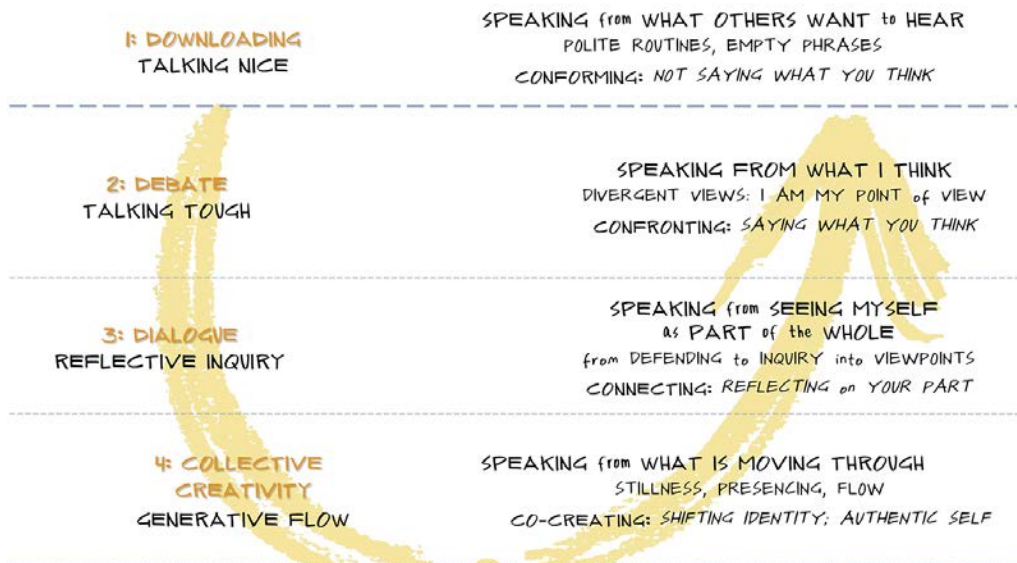 1: DOWNLOADING
TALKING NICE
SPEAKING from WHAT OTHERS WANT to HEAR
POLITE ROUTINES, EMPTY PHRASES
CONFORMING: NOT SAYING WHAT YOU THINK
2: DEBATE
TALKING TOUGH
SPEAKING FROM WHAT I THINK
DIVERGENT VIEWS: I AM MY POINT of VIEW
CONFRONTING: SAYING WHAT YOU THINK
3: DIALOGUE
REFLECTIVE INQUIRY
SPEAKING from SEEING MYSELF
as PART of the WHOLE
from DEFENDING to INQUIRY into VIEWPOINTS
CONNECTING: REFLECTING on YOUR PART
4: COLLECTIVE
CREATIVITY
GENERATIVE FLOW
SPEAKING from WHAT IS MOVING THROUGH
STILLNESS, PRESENCING, FLOW
CO-CREATING: SHIFTING IDENTITY; AUTHENTIC SELF